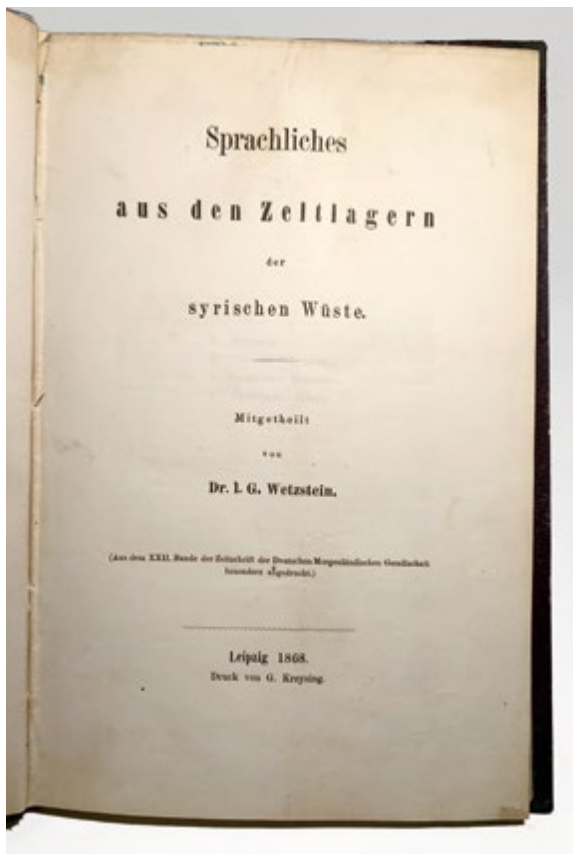 Sprachliches
aus den Zeltlagern
der
syrischen Wüste.
Mitgetheilt
von
Dr. I. G. Wetzstein.
(Aus dem XXII. Bande der Zeitschrift der Deutschen Morgenländischen Gesellschaft
besonders abgedruckt.)
Leipzig 1868.
Druck von G. Kreysing.